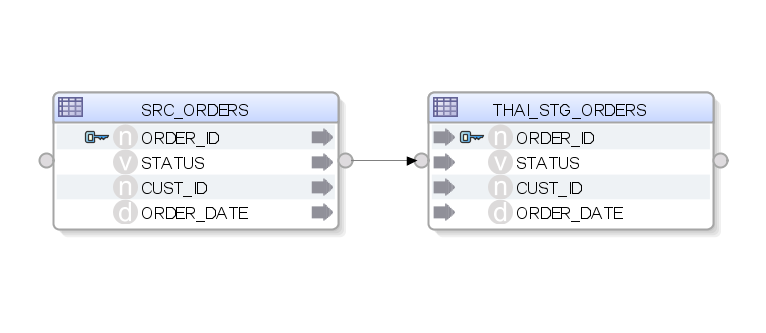 SRC_ORDERS
n ORDER_ID
v STATUS
n CUST_ID
d ORDER_DATE
THAI_STG_ORDERS
n ORDER_ID
v STATUS
n CUST_ID
d ORDER_DATE